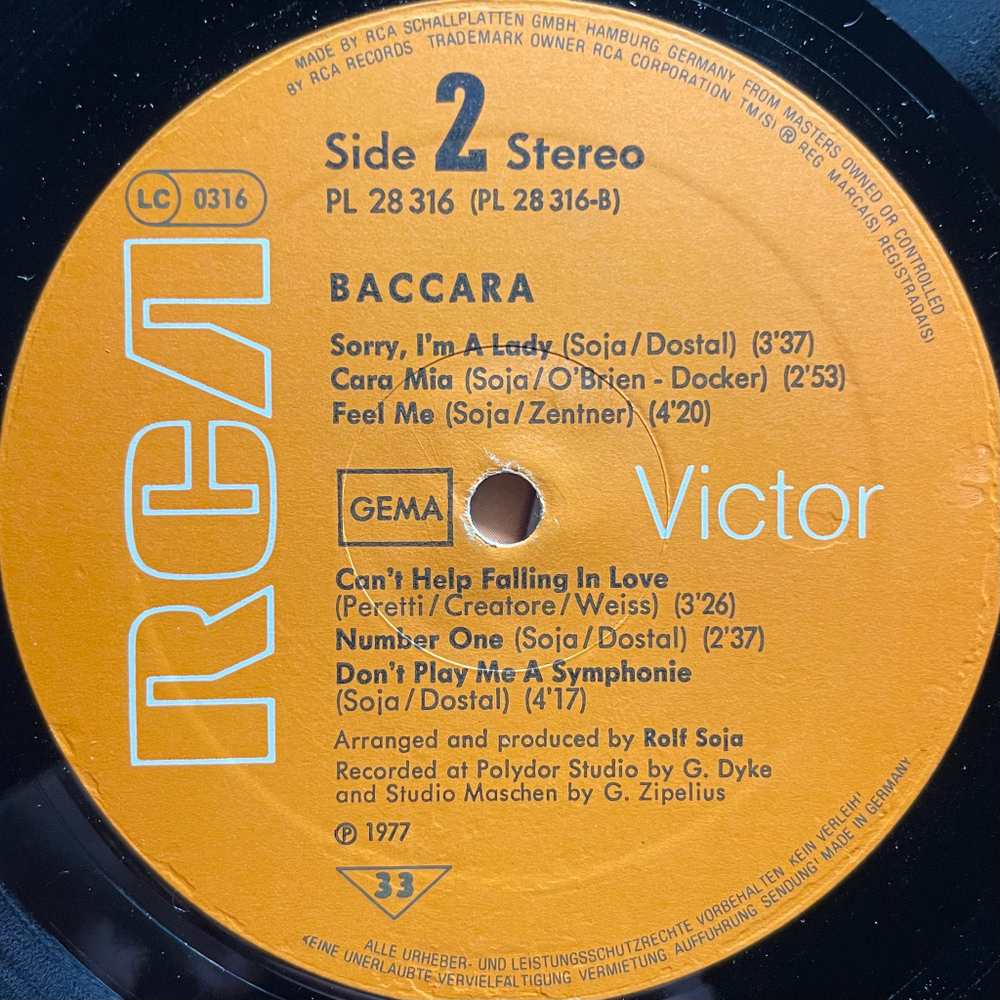 MADE BY RCA SCHALLPLATTEN GMBH, HAMBURG, GERMANY FROM MASTERS OWNED OR CONTROLLED
BY RCA RECORDS TRADEMARK OWNER RCA CORPORATION TM(S) ® REG MARCA(S) REGISTRADA(S)
Side 2 Stereo
LC 0316
PL 28 316 (PL 28 316-B)
BACCARA
Sorry, I'm A Lady (Soja/Dostal) (3'37)
Cara Mia (Soja/O'Brien - Docker) (2'53)
Feel Me (Soja/Zentner) (4'20)
RCA
GEMA
Victor
Can't Help Falling In Love
(Peretti/Creatore/Weiss) (3'26)
Number One (Soja/Dostal) (2'37)
Don't Play Me A Symphonie
(Soja/Dostal) (4'17)
Arranged and produced by Rolf Soja
Recorded at Polydor Studio by G. Dyke
and Studio Maschen by G. Zipelius
℗ 1977
33
ALLE URHEBER- UND LEISTUNGSSCHUTZRECHTE VORBEHALTEN KEIN VERLEIH!
KEINE UNERLAUBTE VERVIELFÄLTIGUNG, VERMIETUNG, AUFFÜHRUNG, SENDUNG! MADE IN GERMANY